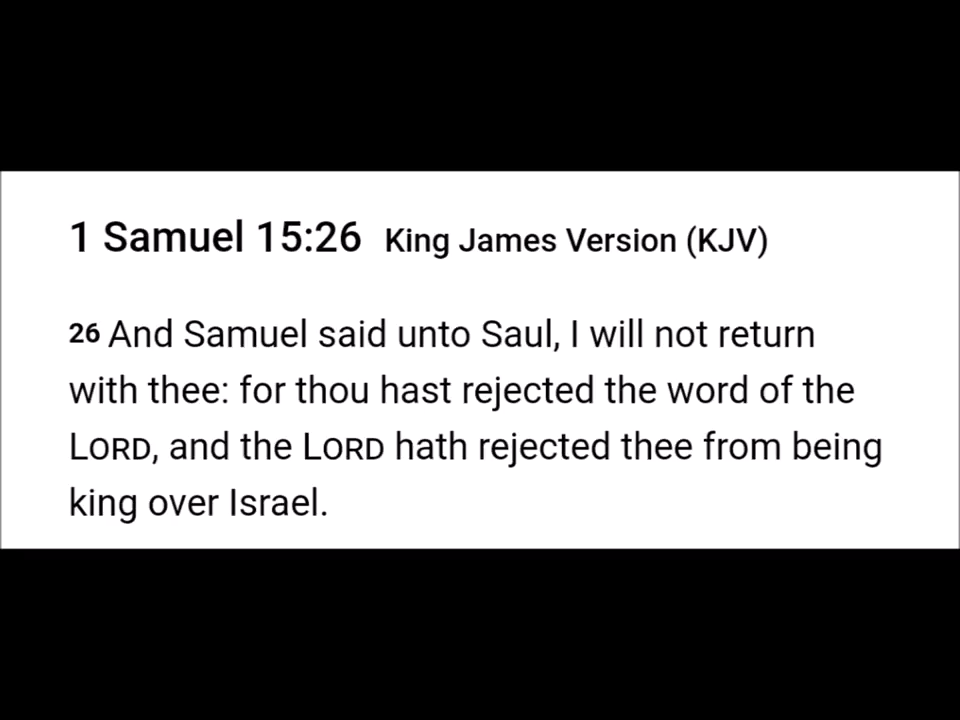 1 Samuel 15:26 King James Version (KJV)
26 And Samuel said unto Saul, I will not return
with thee: for thou hast rejected the word of the
LORD, and the LORD hath rejected thee from being
king over Israel.